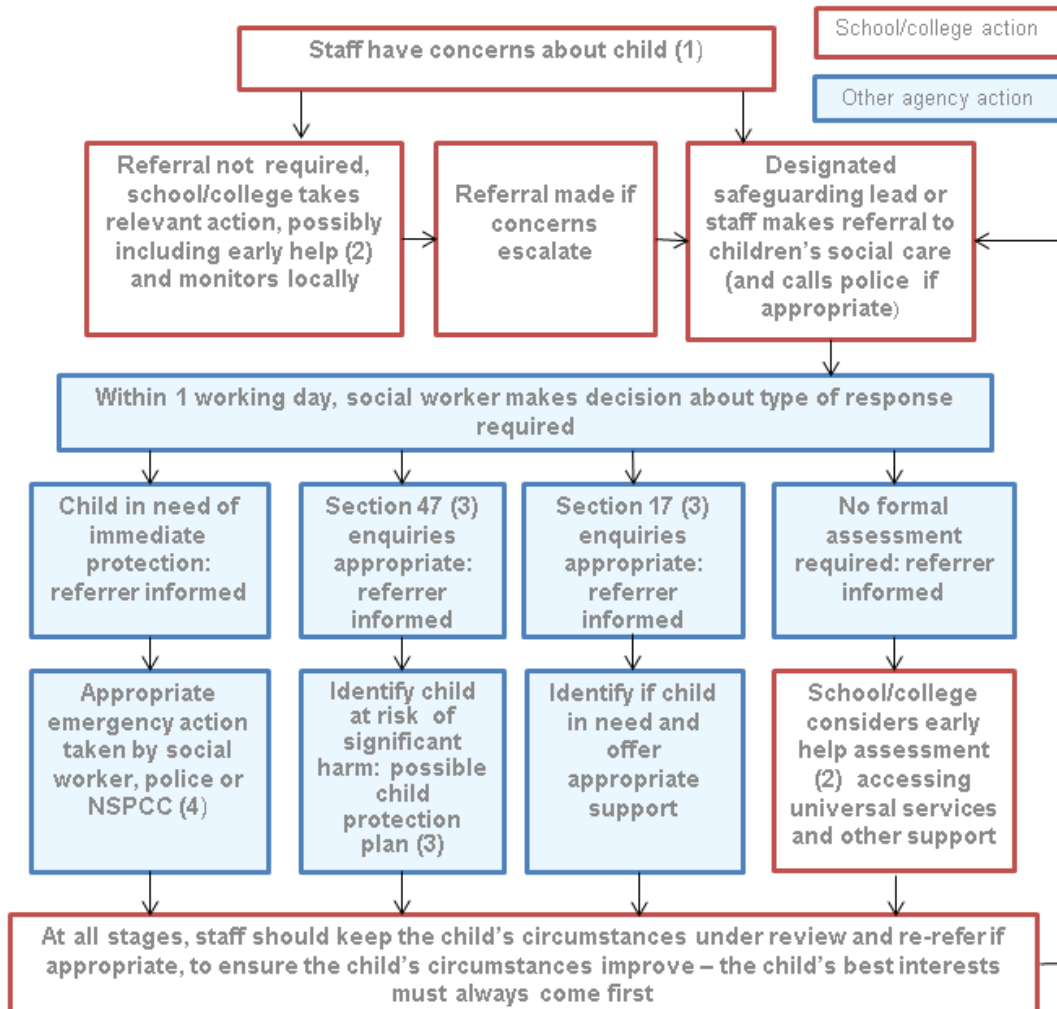 School/college action
Other agency action
Staff have concerns about child (1)
Referral not required,
school/college takes
relevant action, possibly
including early help (2)
and monitors locally
Referral made if
concerns
escalate
Designated
safeguarding lead or
staff makes referral to
children's social care
(and calls police if
appropriate)
Within 1 working day, social worker makes decision about type of response
required
Child in need of
immediate
protection:
referrer informed
Section 47 (3)
enquiries
appropriate:
referrer
informed
Section 17 (3)
enquiries
appropriate:
referrer
informed
No formal
assessment
required: referrer
informed
Appropriate
emergency action
taken by social
worker, police or
NSPCC (4)
Identify child
at risk of
significant
harm: possible
child
protection
plan (3)
Identify if child
in need and
offer
appropriate
support
School/college
considers early
help assessment
(2) accessing
universal services
and other support
At all stages, staff should keep the child's circumstances under review and re-refer if
appropriate, to ensure the child's circumstances improve – the child's best interests
must always come first